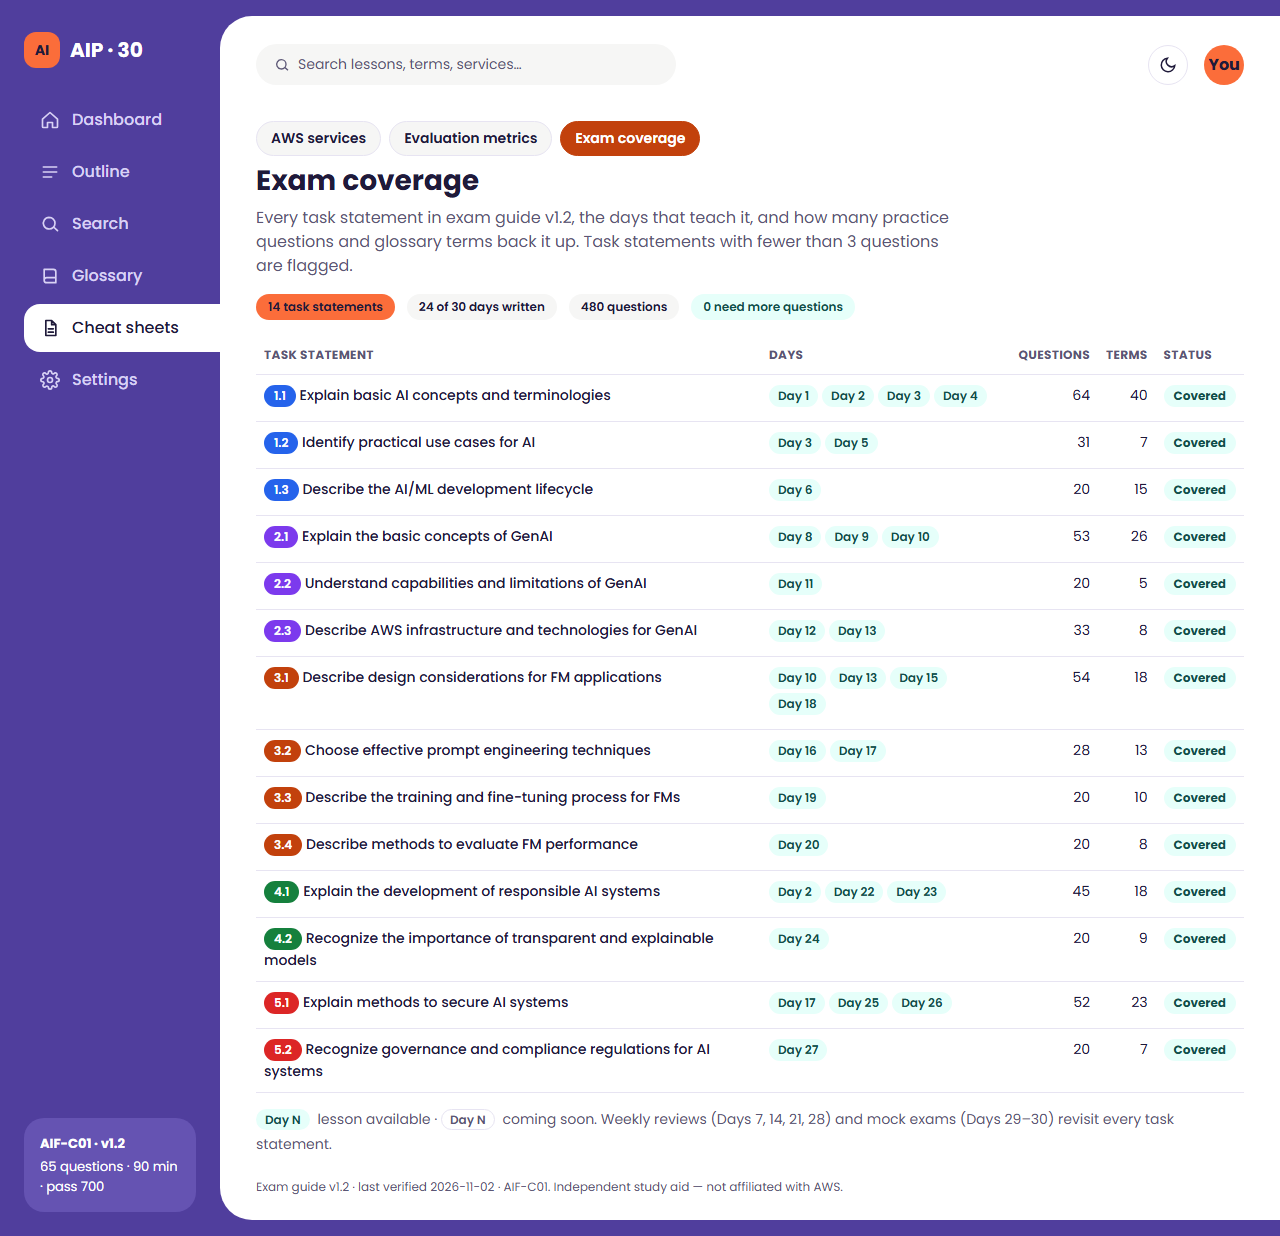 AI AIP · 30
Dashboard
Outline
Search
Glossary
Cheat sheets
Settings
AIF-C01 · v1.2
65 questions · 90 min
· pass 700
Search lessons, terms, services…
You
AWS services Evaluation metrics Exam coverage
Exam coverage
Every task statement in exam guide v1.2, the days that teach it, and how many practice
questions and glossary terms back it up. Task statements with fewer than 3 questions
are flagged.
14 task statements 24 of 30 days written 480 questions 0 need more questions
TASK STATEMENT DAYS QUESTIONS TERMS STATUS
1.1 Explain basic AI concepts and terminologies Day 1 Day 2 Day 3 Day 4 64 40 Covered
1.2 Identify practical use cases for AI Day 3 Day 5 31 7 Covered
1.3 Describe the AI/ML development lifecycle Day 6 20 15 Covered
2.1 Explain the basic concepts of GenAI Day 8 Day 9 Day 10 53 26 Covered
2.2 Understand capabilities and limitations of GenAI Day 11 20 5 Covered
2.3 Describe AWS infrastructure and technologies for GenAI Day 12 Day 13 33 8 Covered
3.1 Describe design considerations for FM applications Day 10 Day 13 Day 15 54 18 Covered
Day 18
3.2 Choose effective prompt engineering techniques Day 16 Day 17 28 13 Covered
3.3 Describe the training and fine-tuning process for FMs Day 19 20 10 Covered
3.4 Describe methods to evaluate FM performance Day 20 20 8 Covered
4.1 Explain the development of responsible AI systems Day 2 Day 22 Day 23 45 18 Covered
4.2 Recognize the importance of transparent and explainable Day 24 20 9 Covered
models
5.1 Explain methods to secure AI systems Day 17 Day 25 Day 26 52 23 Covered
5.2 Recognize governance and compliance regulations for AI Day 27 20 7 Covered
systems
Day N lesson available · Day N coming soon. Weekly reviews (Days 7, 14, 21, 28) and mock exams (Days 29–30) revisit every task
statement.
Exam guide v1.2 · last verified 2026-11-02 · AIF-C01. Independent study aid — not affiliated with AWS.